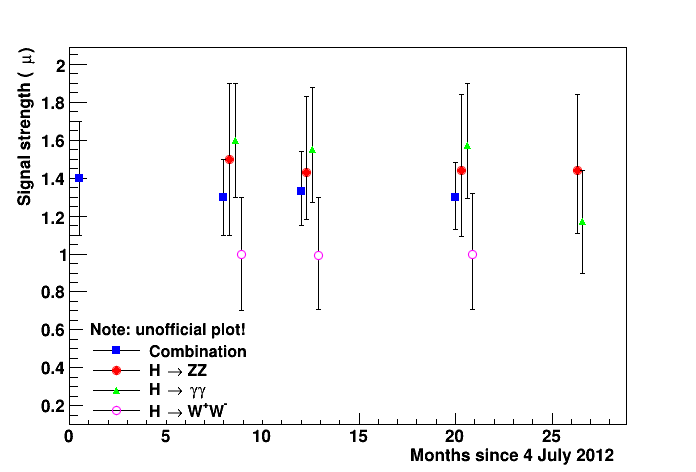 Signal strength ( μ)
2
1.8
1.6
1.4
1.2
1
0.8
0.6
0.4
0.2
Note: unofficial plot!
Combination
H → ZZ
H → γγ
H → W⁺W⁻
0 5 10 15 20 25
Months since 4 July 2012